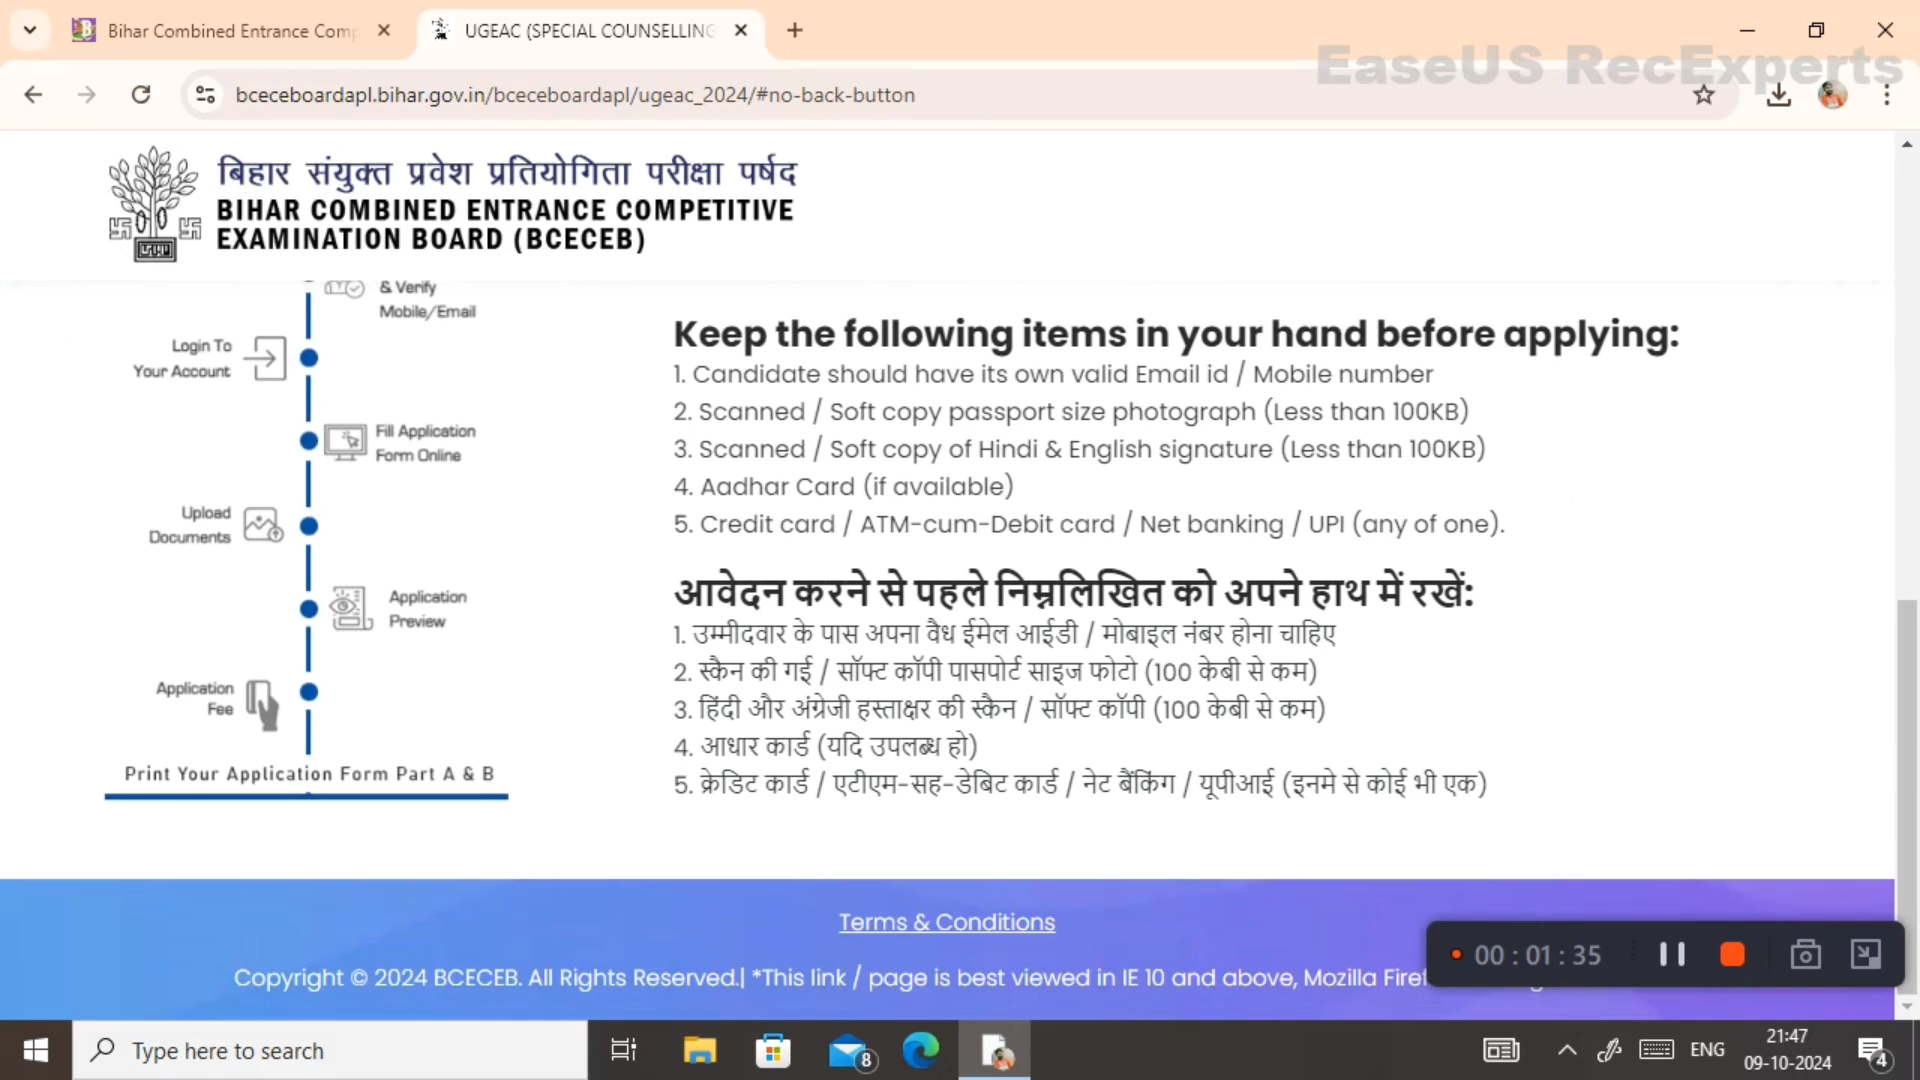 Bihar Combined Entrance Comp
UGEAC (SPECIAL COUNSELLING
EaseUS RecExperts
bceceboardapl.bihar.gov.in/bceceboardapl/ugeac_2024/#no-back-button
बिहार संयुक्त प्रवेश प्रतियोगिता परीक्षा पर्षद
BIHAR COMBINED ENTRANCE COMPETITIVE
EXAMINATION BOARD (BCECEB)
& Verify
Mobile/Email
Login To
Your Account
Fill Application
Form Online
Upload
Documents
Application
Preview
Application
Fee
Print Your Application Form Part A & B
Keep the following items in your hand before applying:
1. Candidate should have its own valid Email id / Mobile number
2. Scanned / Soft copy passport size photograph (Less than 100KB)
3. Scanned / Soft copy of Hindi & English signature (Less than 100KB)
4. Aadhar Card (if available)
5. Credit card / ATM-cum-Debit card / Net banking / UPI (any of one).
आवेदन करने से पहले निम्नलिखित को अपने हाथ में रखें:
1. उम्मीदवार के पास अपना वैध ईमेल आईडी / मोबाइल नंबर होना चाहिए
2. स्कैन की गई / सॉफ्ट कॉपी पासपोर्ट साइज फोटो (100 केबी से कम)
3. हिंदी और अंग्रेजी हस्ताक्षर की स्कैन / सॉफ्ट कॉपी (100 केबी से कम)
4. आधार कार्ड (यदि उपलब्ध हो)
5. क्रेडिट कार्ड / एटीएम-सह-डेबिट कार्ड / नेट बैंकिंग / यूपीआई (इनमे से कोई भी एक)
Terms & Conditions
Copyright © 2024 BCECEB. All Rights Reserved.| *This link / page is best viewed in IE 10 and above, Mozilla Firef
00 : 01 : 35
Type here to search
8
ENG
21:47
09-10-2024
4